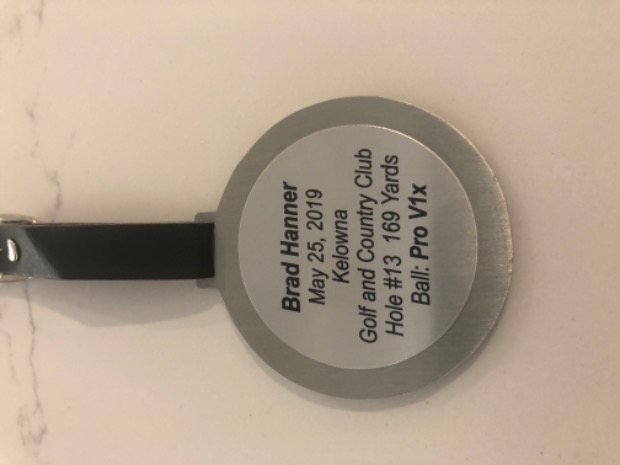 Brad Hanner
May 25, 2019
Kelowna
Golf and Country Club
Hole #13 169 Yards
Ball: Pro V1x